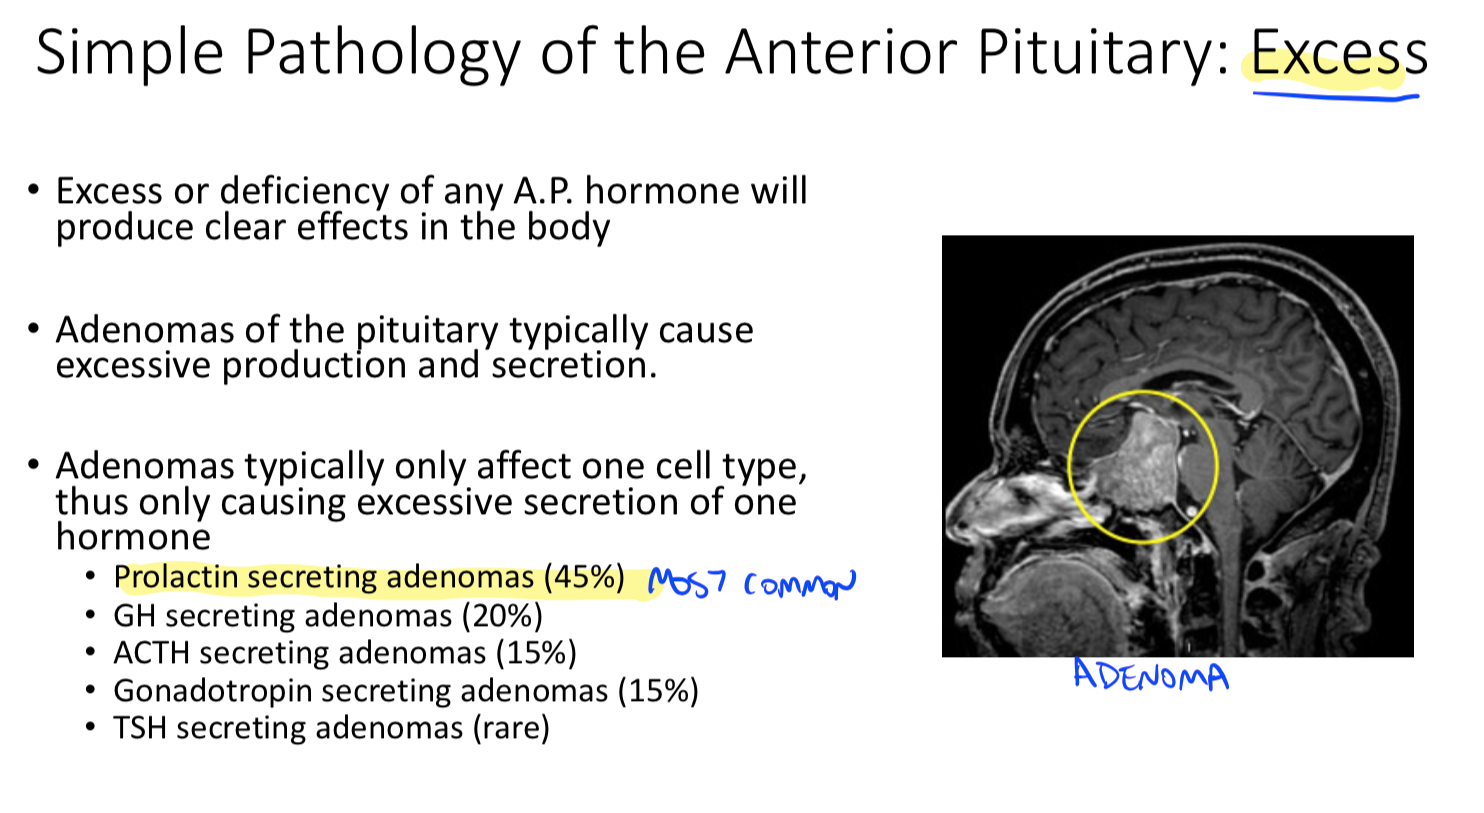 Simple Pathology of the Anterior Pituitary: Excess
• Excess or deficiency of any A.P. hormone will
produce clear effects in the body
• Adenomas of the pituitary typically cause
excessive production and secretion.
• Adenomas typically only affect one cell type,
thus only causing excessive secretion of one
hormone
• Prolactin secreting adenomas (45%) MOST COMMON
• GH secreting adenomas (20%)
• ACTH secreting adenomas (15%)
• Gonadotropin secreting adenomas (15%)
• TSH secreting adenomas (rare)
ADENOMA